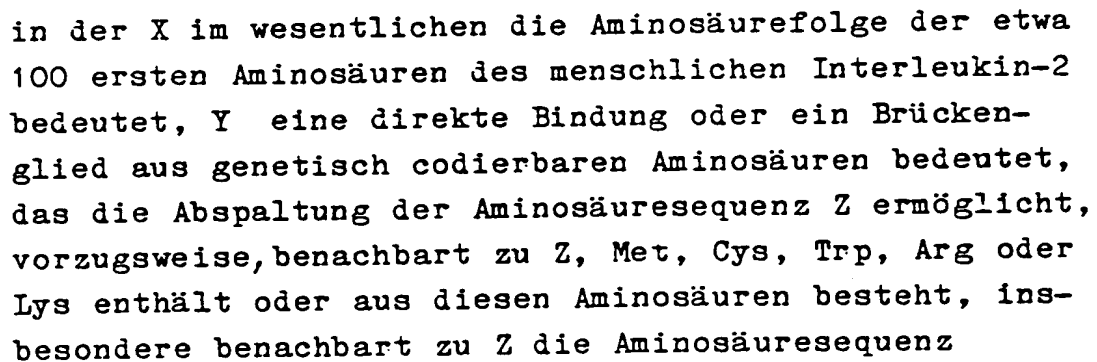 in der X im wesentlichen die Aminosäurefolge der etwa
100 ersten Aminosäuren des menschlichen Interleukin-2
bedeutet, Y eine direkte Bindung oder ein Brücken-
glied aus genetisch codierbaren Aminosäuren bedeutet,
das die Abspaltung der Aminosäuresequenz Z ermöglicht,
vorzugsweise, benachbart zu Z, Met, Cys, Trp, Arg oder
Lys enthält oder aus diesen Aminosäuren besteht, ins-
besondere benachbart zu Z die Aminosäuresequenz